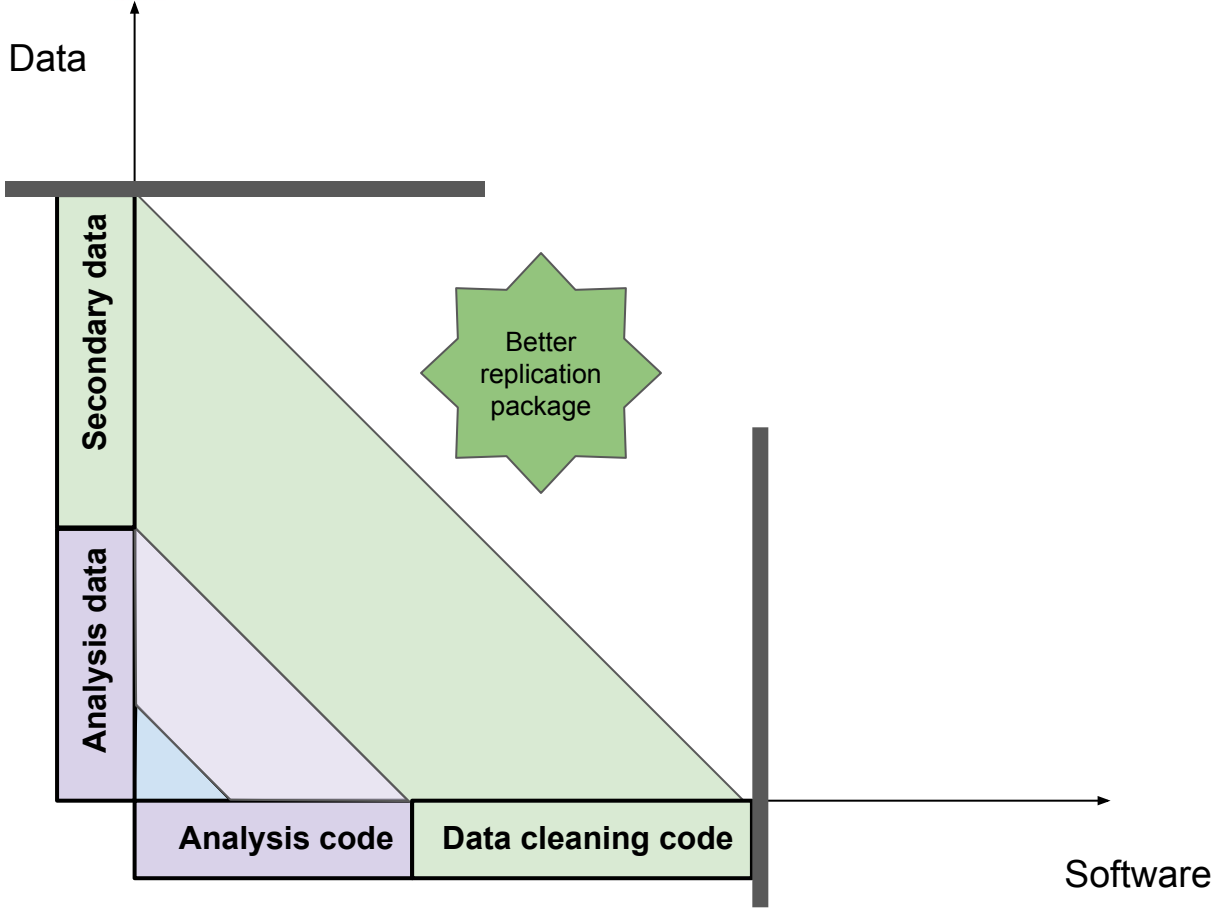 Data
Secondary data
Better
replication
package
Analysis data
Analysis code
Data cleaning code
Software